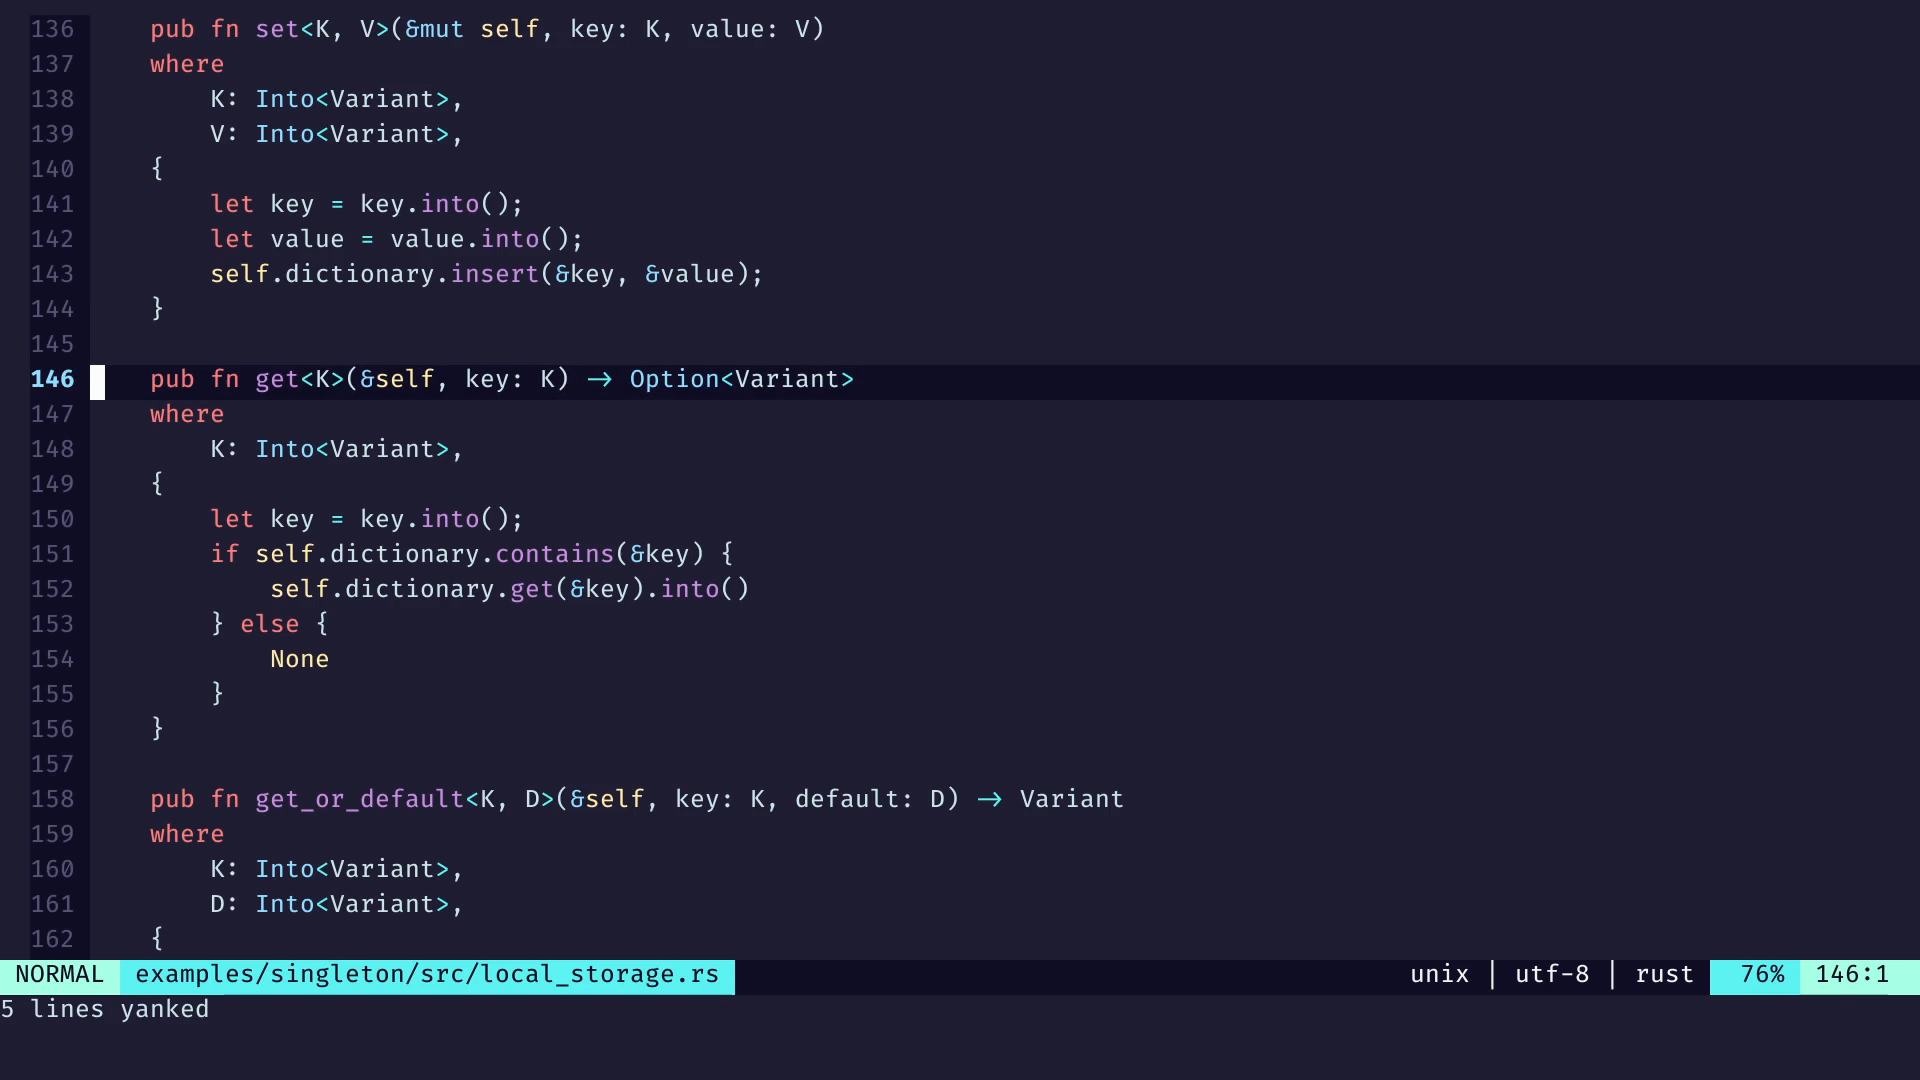 136     pub fn set<K, V>(&mut self, key: K, value: V)
137     where
138         K: Into<Variant>,
139         V: Into<Variant>,
140     {
141         let key = key.into();
142         let value = value.into();
143         self.dictionary.insert(&key, &value);
144     }
145
146     pub fn get<K>(&self, key: K) → Option<Variant>
147     where
148         K: Into<Variant>,
149     {
150         let key = key.into();
151         if self.dictionary.contains(&key) {
152             self.dictionary.get(&key).into()
153         } else {
154             None
155         }
156     }
157
158     pub fn get_or_default<K, D>(&self, key: K, default: D) → Variant
159     where
160         K: Into<Variant>,
161         D: Into<Variant>,
162     {
NORMAL examples/singleton/src/local_storage.rs unix | utf-8 | rust 76% 146:1
5 lines yanked